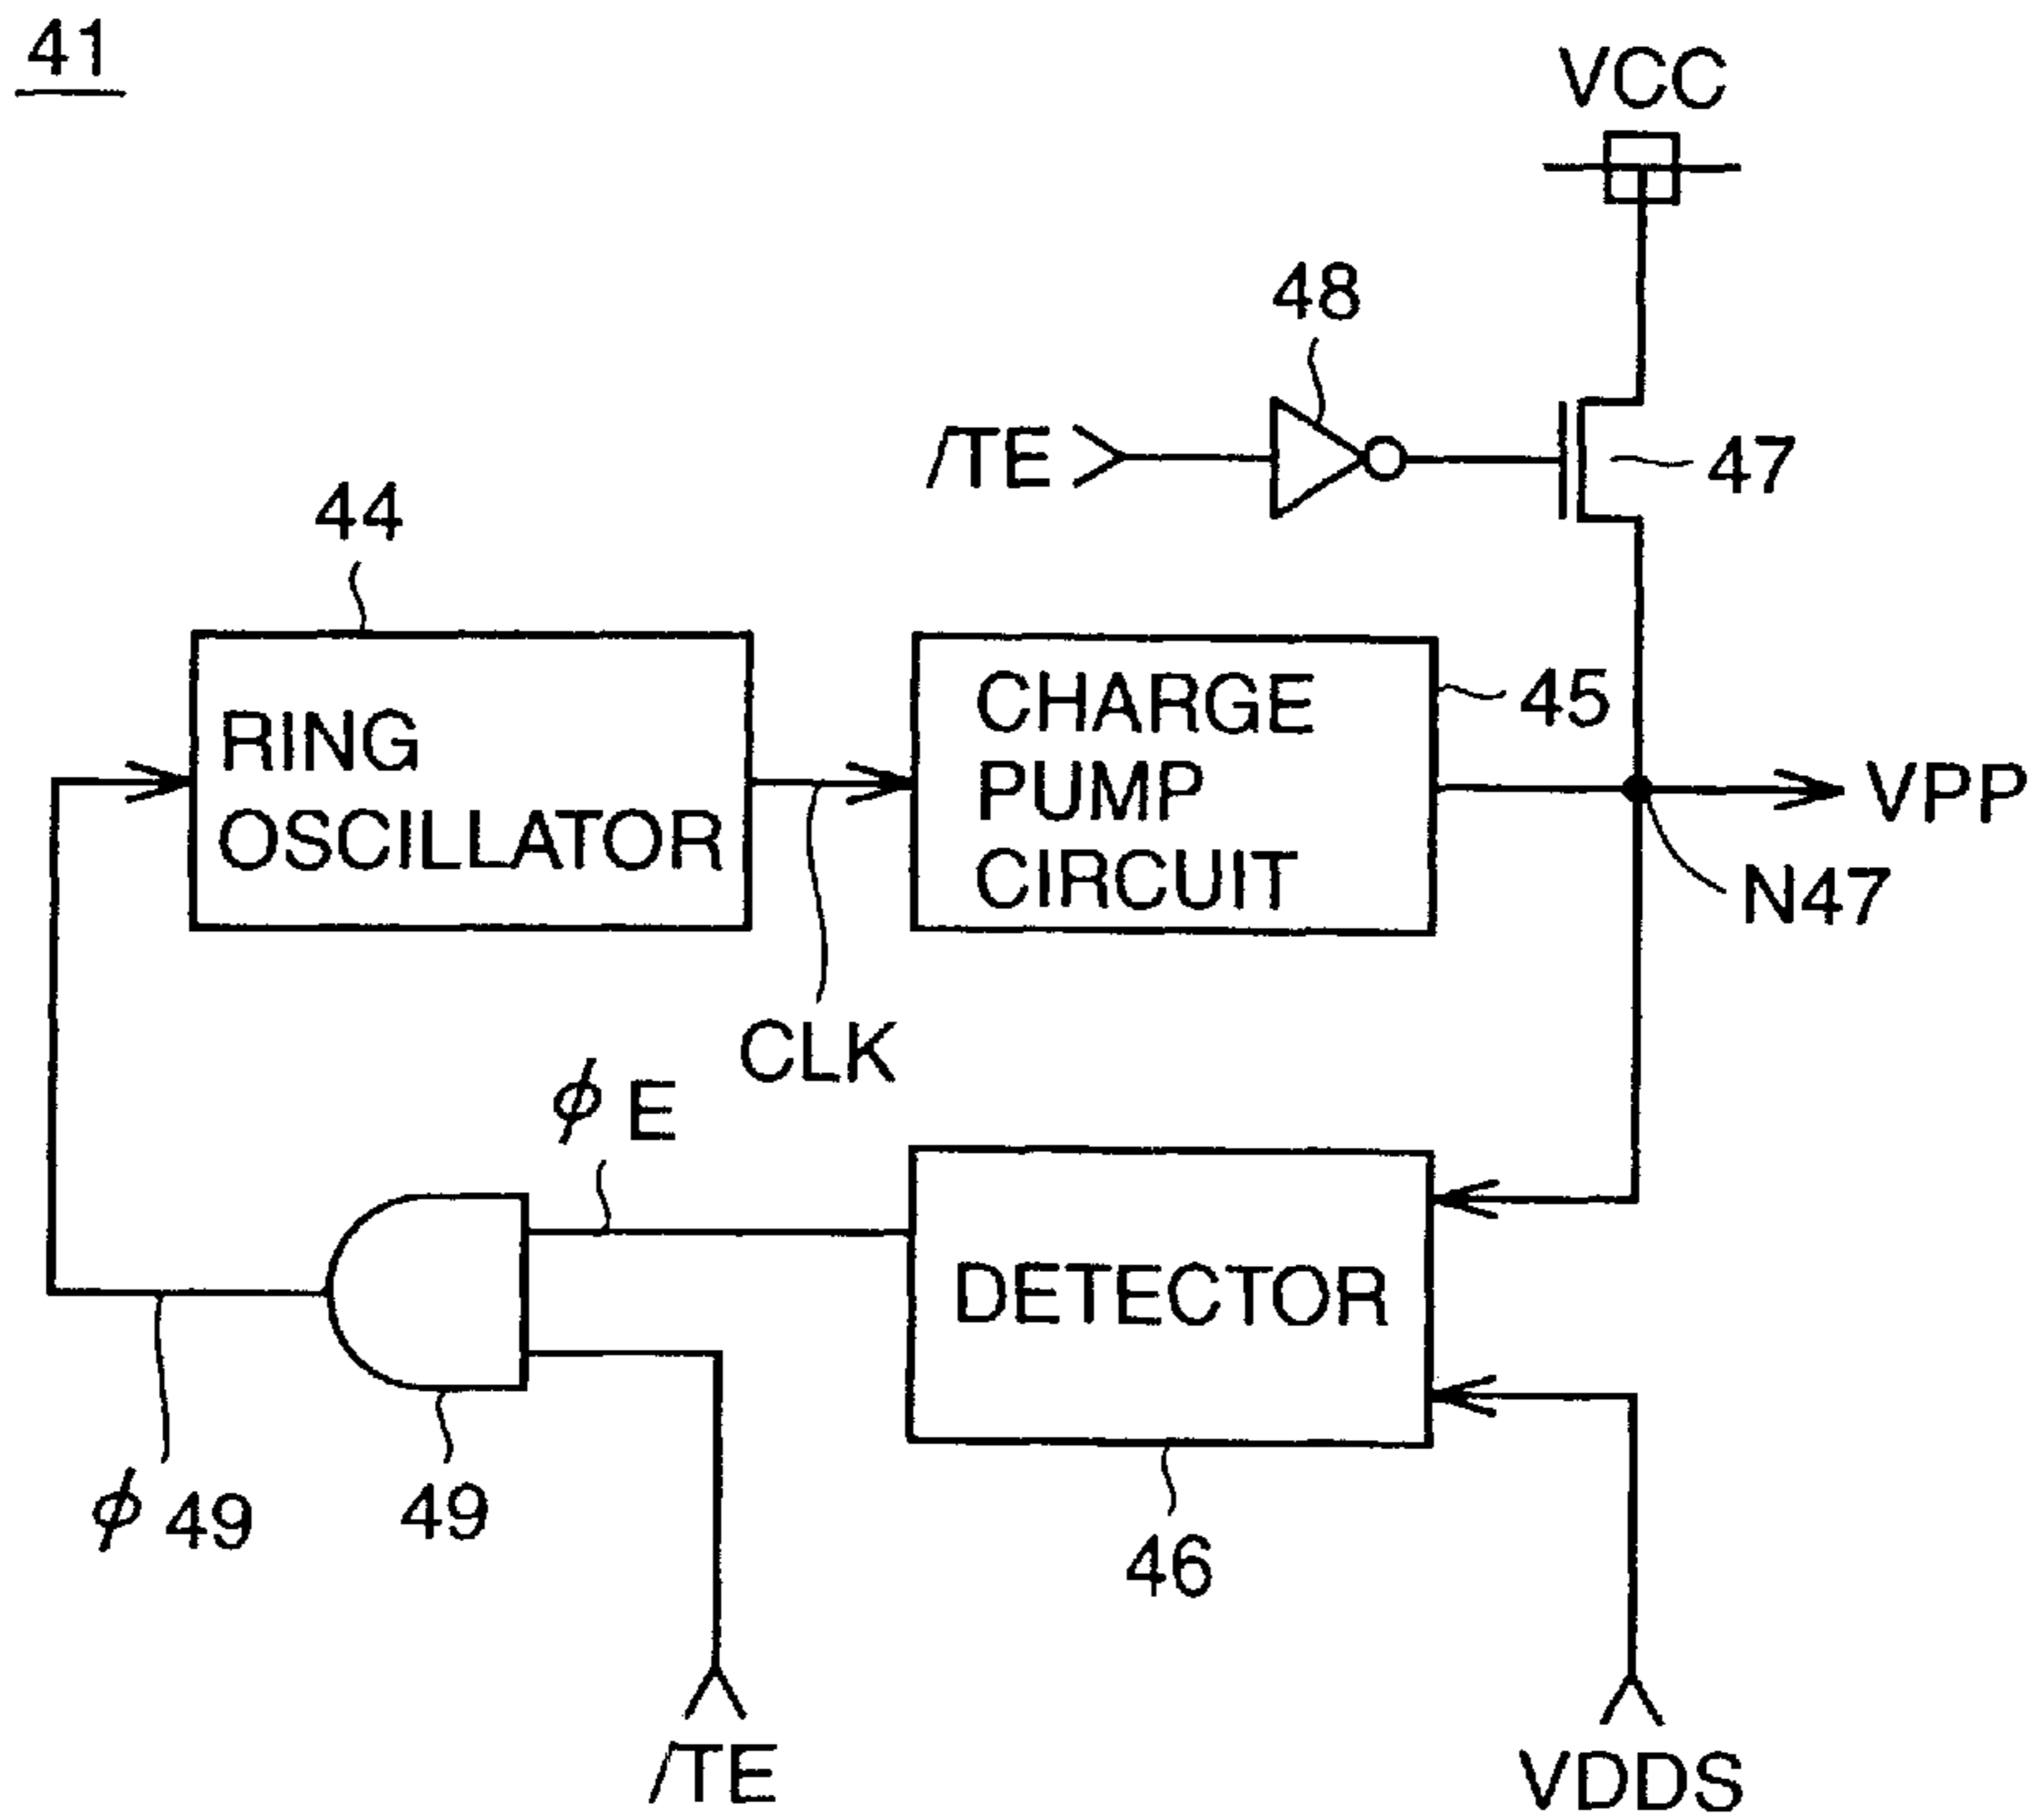 41
VCC
48
/TE
47
44
RING
OSCILLATOR
CHARGE
PUMP
CIRCUIT
45
VPP
N47
CLK
ϕE
DETECTOR
ϕ49
49
46
/TE
VDDS